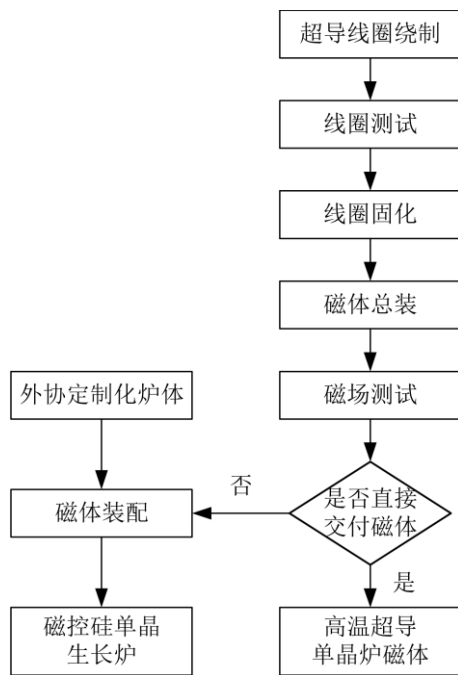 超导线圈绕制
线圈测试
线圈固化
磁体总装
外协定制化炉体
磁场测试
否
是否直接
交付磁体
磁体装配
是
磁控硅单晶
生长炉
高温超导
单晶炉磁体